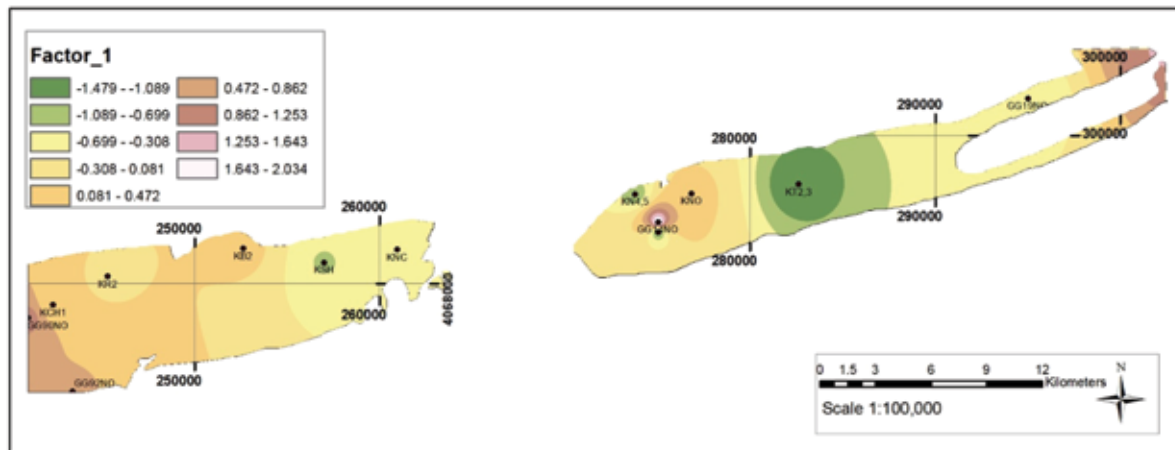 Factor_1
-1.479 - -1.089
-1.089 - -0.699
-0.699 - -0.308
-0.308 - 0.081
0.081 - 0.472
0.472 - 0.862
0.862 - 1.253
1.253 - 1.643
1.643 - 2.034
300000
290000
GG19NO
300000
280000
KN4,5
KNO
KT2,3
290000
280000
260000
250000
KB2
KSH
KNC
KR2
4068000
KCH1
GG90NO
260000
250000
GG92NO
0 1.5 3 6 9 12
Kilometers
Scale 1:100,000
N